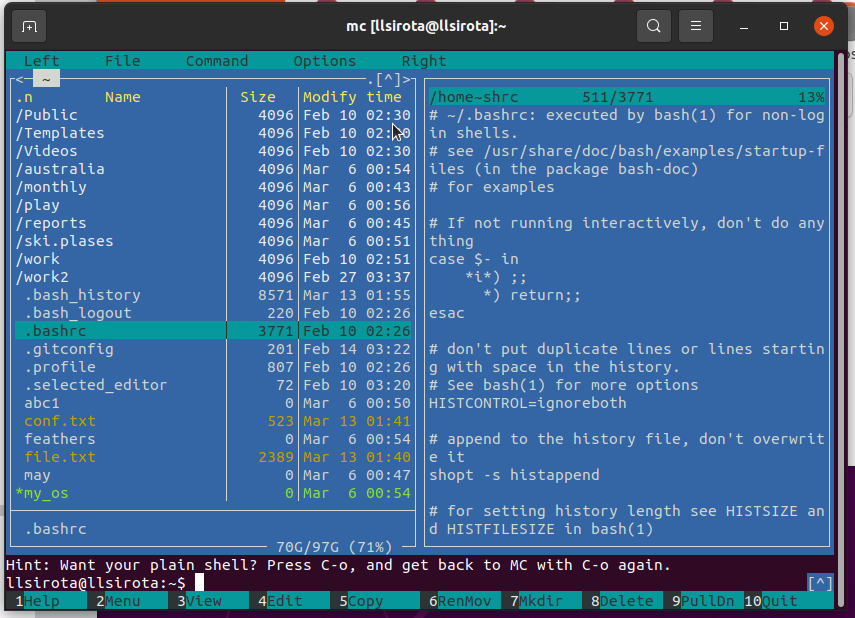 mc [llsirota@llsirota]:~
Left File Command Options Right
<─ ~ .[^]>
.n Name Size Modify time
/Public 4096 Feb 10 02:30
/Templates 4096 Feb 10 02:30
/Videos 4096 Feb 10 02:30
/australia 4096 Mar 6 00:54
/monthly 4096 Mar 6 00:43
/play 4096 Mar 6 00:56
/reports 4096 Mar 6 00:45
/ski.plases 4096 Mar 6 00:51
/work 4096 Feb 10 02:51
/work2 4096 Feb 27 03:37
.bash_history 8571 Mar 13 01:55
.bash_logout 220 Feb 10 02:26
.bashrc 3771 Feb 10 02:26
.gitconfig 201 Feb 14 03:22
.profile 807 Feb 10 02:26
.selected_editor 72 Feb 10 03:20
abc1 0 Mar 6 00:50
conf.txt 523 Mar 13 01:41
feathers 0 Mar 6 00:54
file.txt 2389 Mar 13 01:40
may 0 Mar 6 00:47
*my_os 0 Mar 6 00:54
.bashrc
70G/97G (71%)
/home~shrc 511/3771 13%
# ~/.bashrc: executed by bash(1) for non-log
in shells.
# see /usr/share/doc/bash/examples/startup-f
iles (in the package bash-doc)
# for examples
# If not running interactively, don't do any
thing
case $- in
*i*) ;;
*) return;;
esac
# don't put duplicate lines or lines startin
g with space in the history.
# See bash(1) for more options
HISTCONTROL=ignoreboth
# append to the history file, don't overwrit
e it
shopt -s histappend
# for setting history length see HISTSIZE an
d HISTFILESIZE in bash(1)
Hint: Want your plain shell? Press C-o, and get back to MC with C-o again.
llsirota@llsirota:~$ [^]
1Help 2Menu 3View 4Edit 5Copy 6RenMov 7Mkdir 8Delete 9PullDn 10Quit